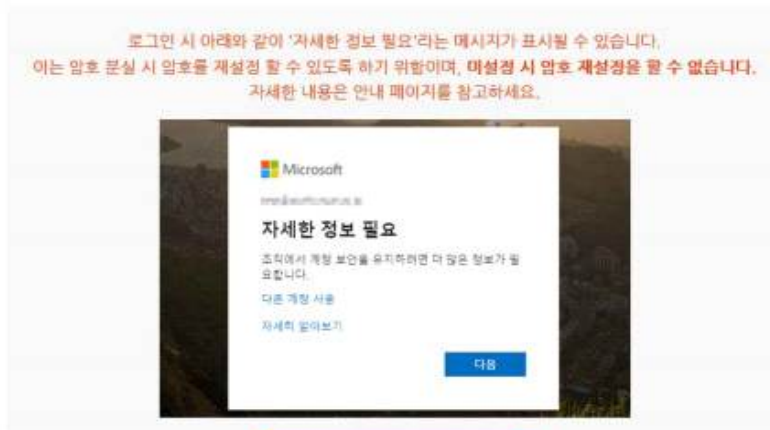 로그인 시 아래와 같이 '자세한 정보 필요'라는 메시지가 표시될 수 있습니다.
이는 암호 분실 시 암호를 재설정 할 수 있도록 하기 위함이며, 미설정 시 암호 재설정을 할 수 없습니다.
자세한 내용은 안내 페이지를 참고하세요.
Microsoft
자세한 정보 필요
조직에서 계정 보안을 유지하려면 더 많은 정보가 필
요합니다.
다른 계정 사용
자세히 알아보기
다음